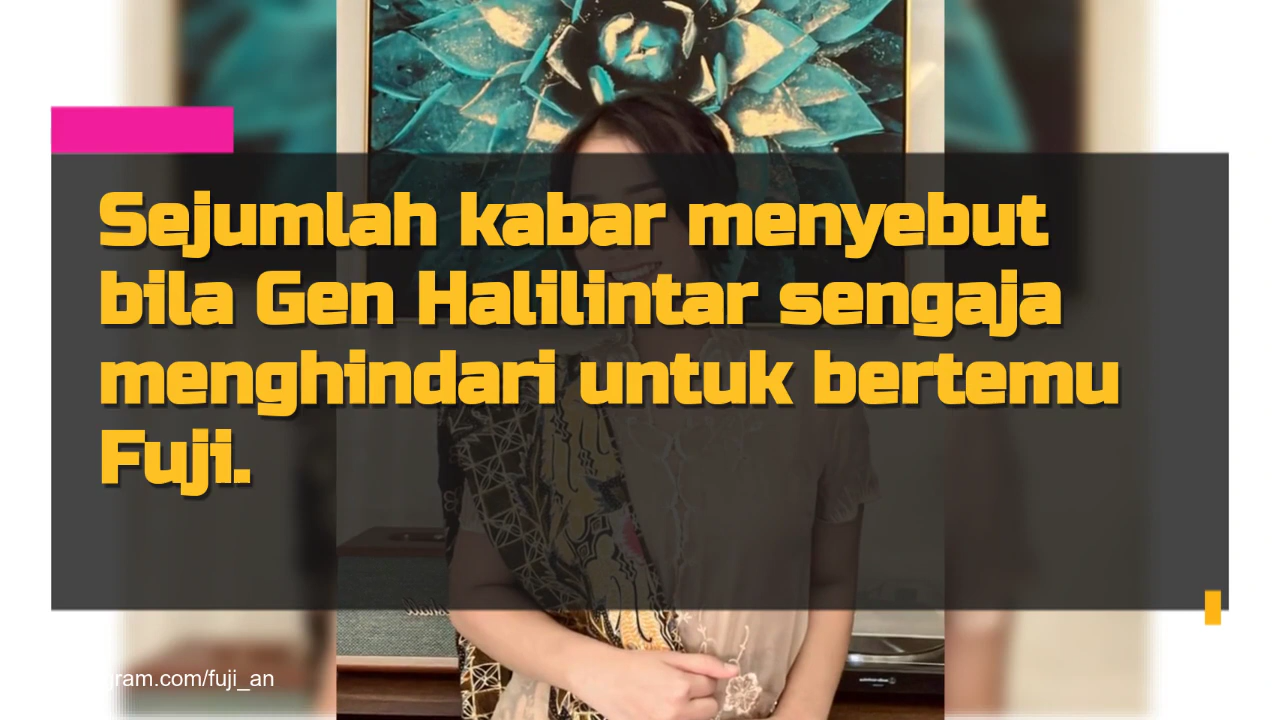 Sejumlah kabar menyebut
bila Gen Halilintar sengaja
menghindari untuk bertemu
Fuji.
gram.com/fuji_an